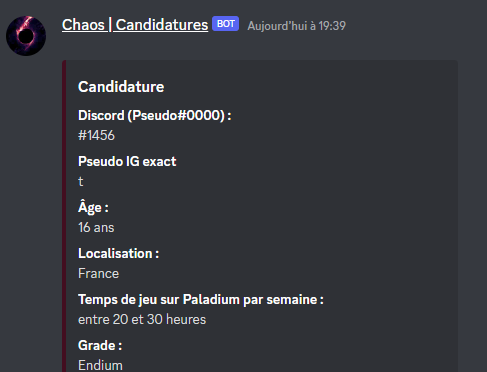 Chaos | Candidatures BOT Aujourd'hui à 19:39
Candidature
Discord (Pseudo#0000) :
#1456
Pseudo IG exact
t
Âge :
16 ans
Localisation :
France
Temps de jeu sur Paladium par semaine :
entre 20 et 30 heures
Grade :
Endium